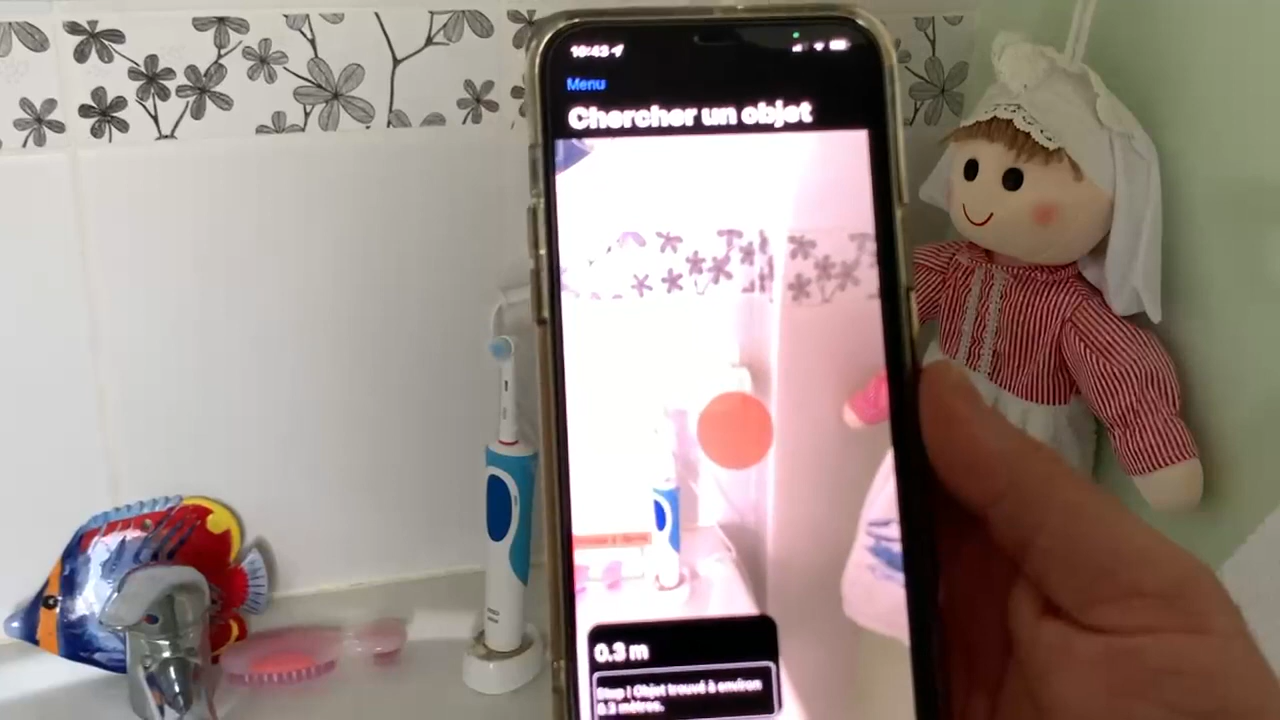 10:43
Menu
Chercher un objet
0.3 m
Stop ! Objet trouvé à environ
0.3 mètres.